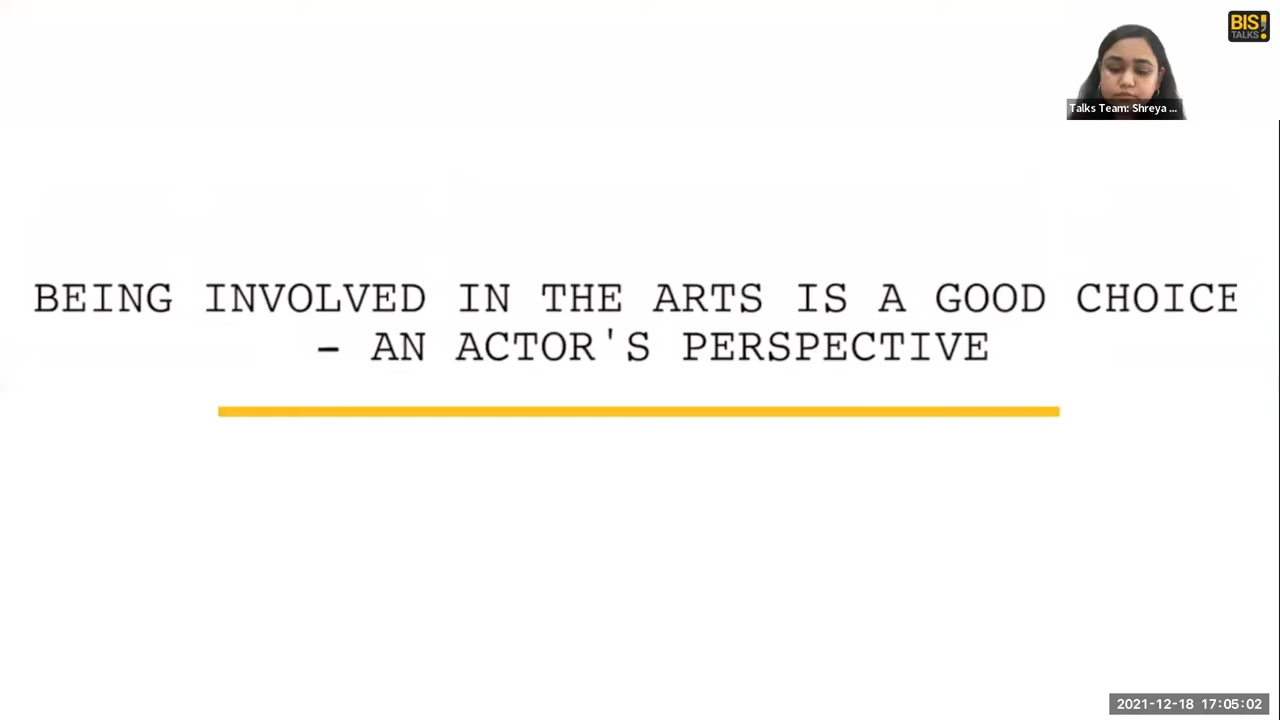 BIS!
TALKS
Talks Team: Shreya ...
BEING INVOLVED IN THE ARTS IS A GOOD CHOICE
– AN ACTOR'S PERSPECTIVE
2021-12-18 17:05:02